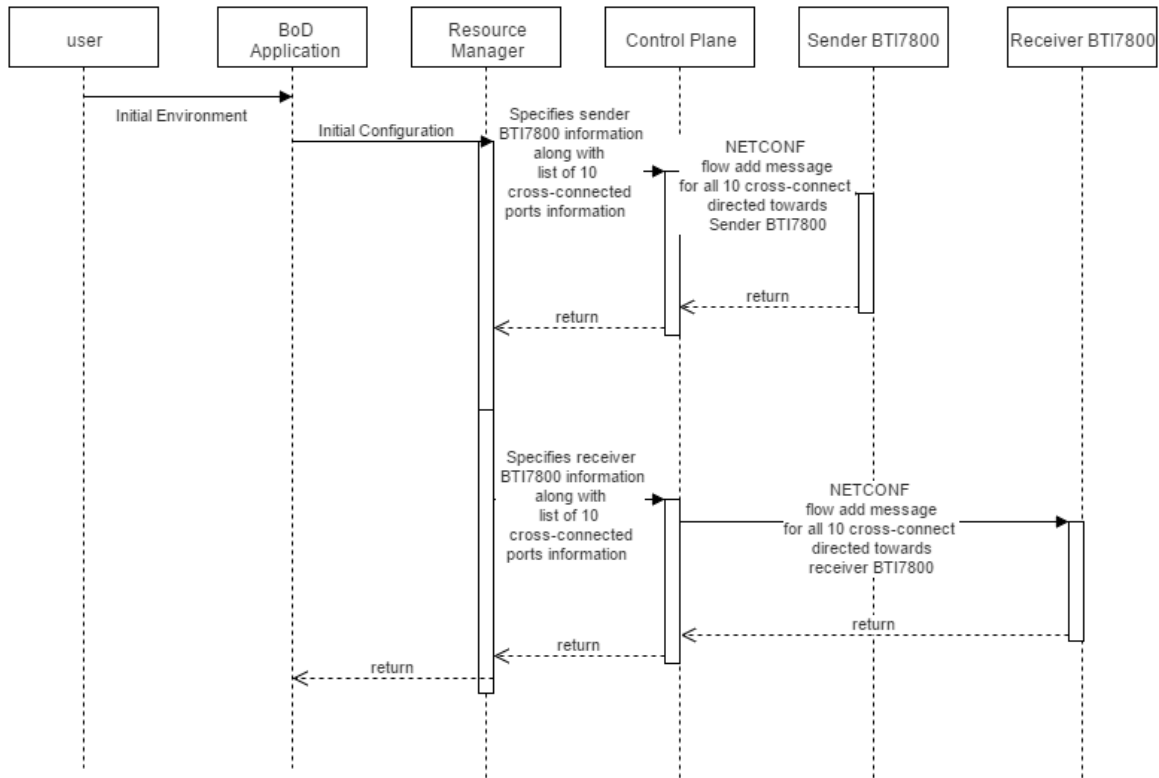 user
BoD
Application
Resource
Manager
Control Plane
Sender BTI7800
Receiver BTI7800
Initial Environment
Initial Configuration
Specifies sender
BTI7800 information
along with
list of 10
cross-connected
ports information
NETCONF
flow add message
for all 10 cross-connect
directed towards
Sender BTI7800
return
return
Specifies receiver
BTI7800 information
along with
list of 10
cross-connected
ports information
NETCONF
flow add message
for all 10 cross-connect
directed towards
receiver BTI7800
return
return
return